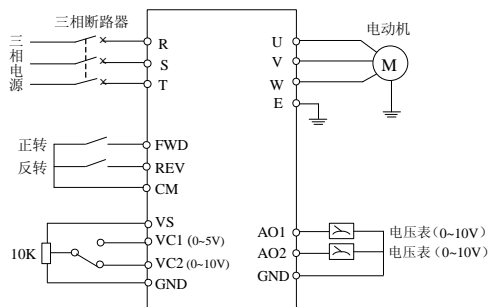 三相断路器
三相电源
R
S
T
U
V
W
E
电动机
M
正转
反转
FWD
REV
CM
VS
VC1 (0~5V)
VC2 (0~10V)
GND
10K
AO1
AO2
GND
电压表（0~10V）
电压表（0~10V）